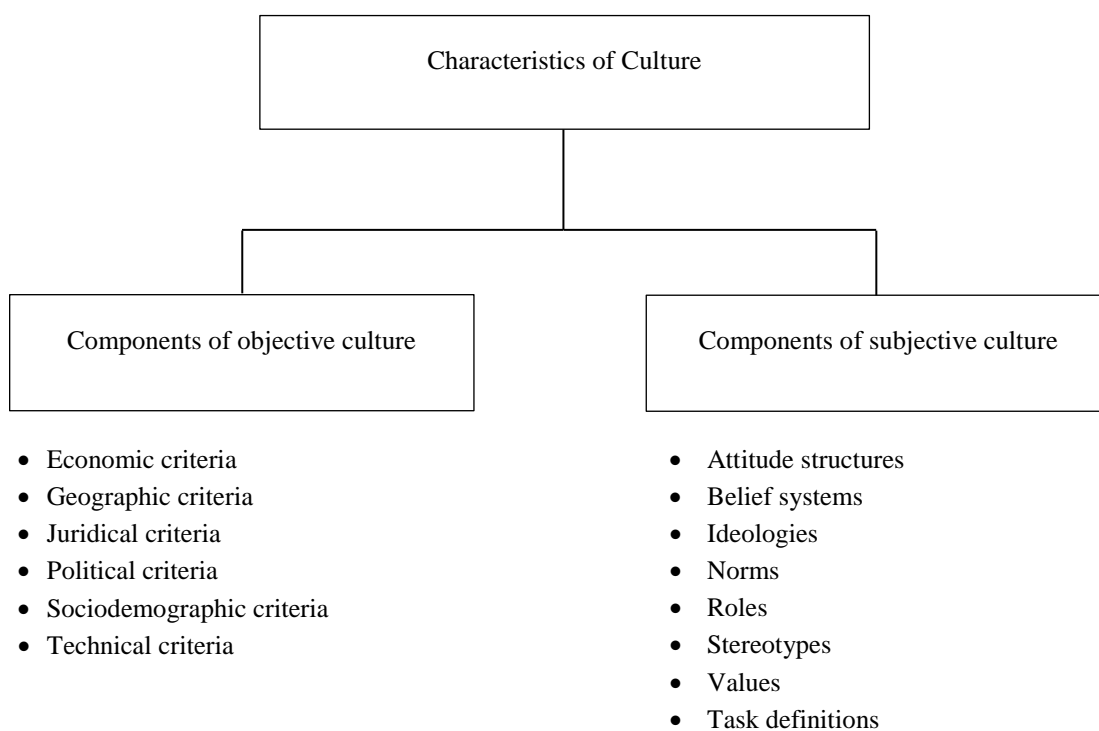 Characteristics of Culture
Components of objective culture
• Economic criteria
• Geographic criteria
• Juridical criteria
• Political criteria
• Sociodemographic criteria
• Technical criteria
Components of subjective culture
• Attitude structures
• Belief systems
• Ideologies
• Norms
• Roles
• Stereotypes
• Values
• Task definitions